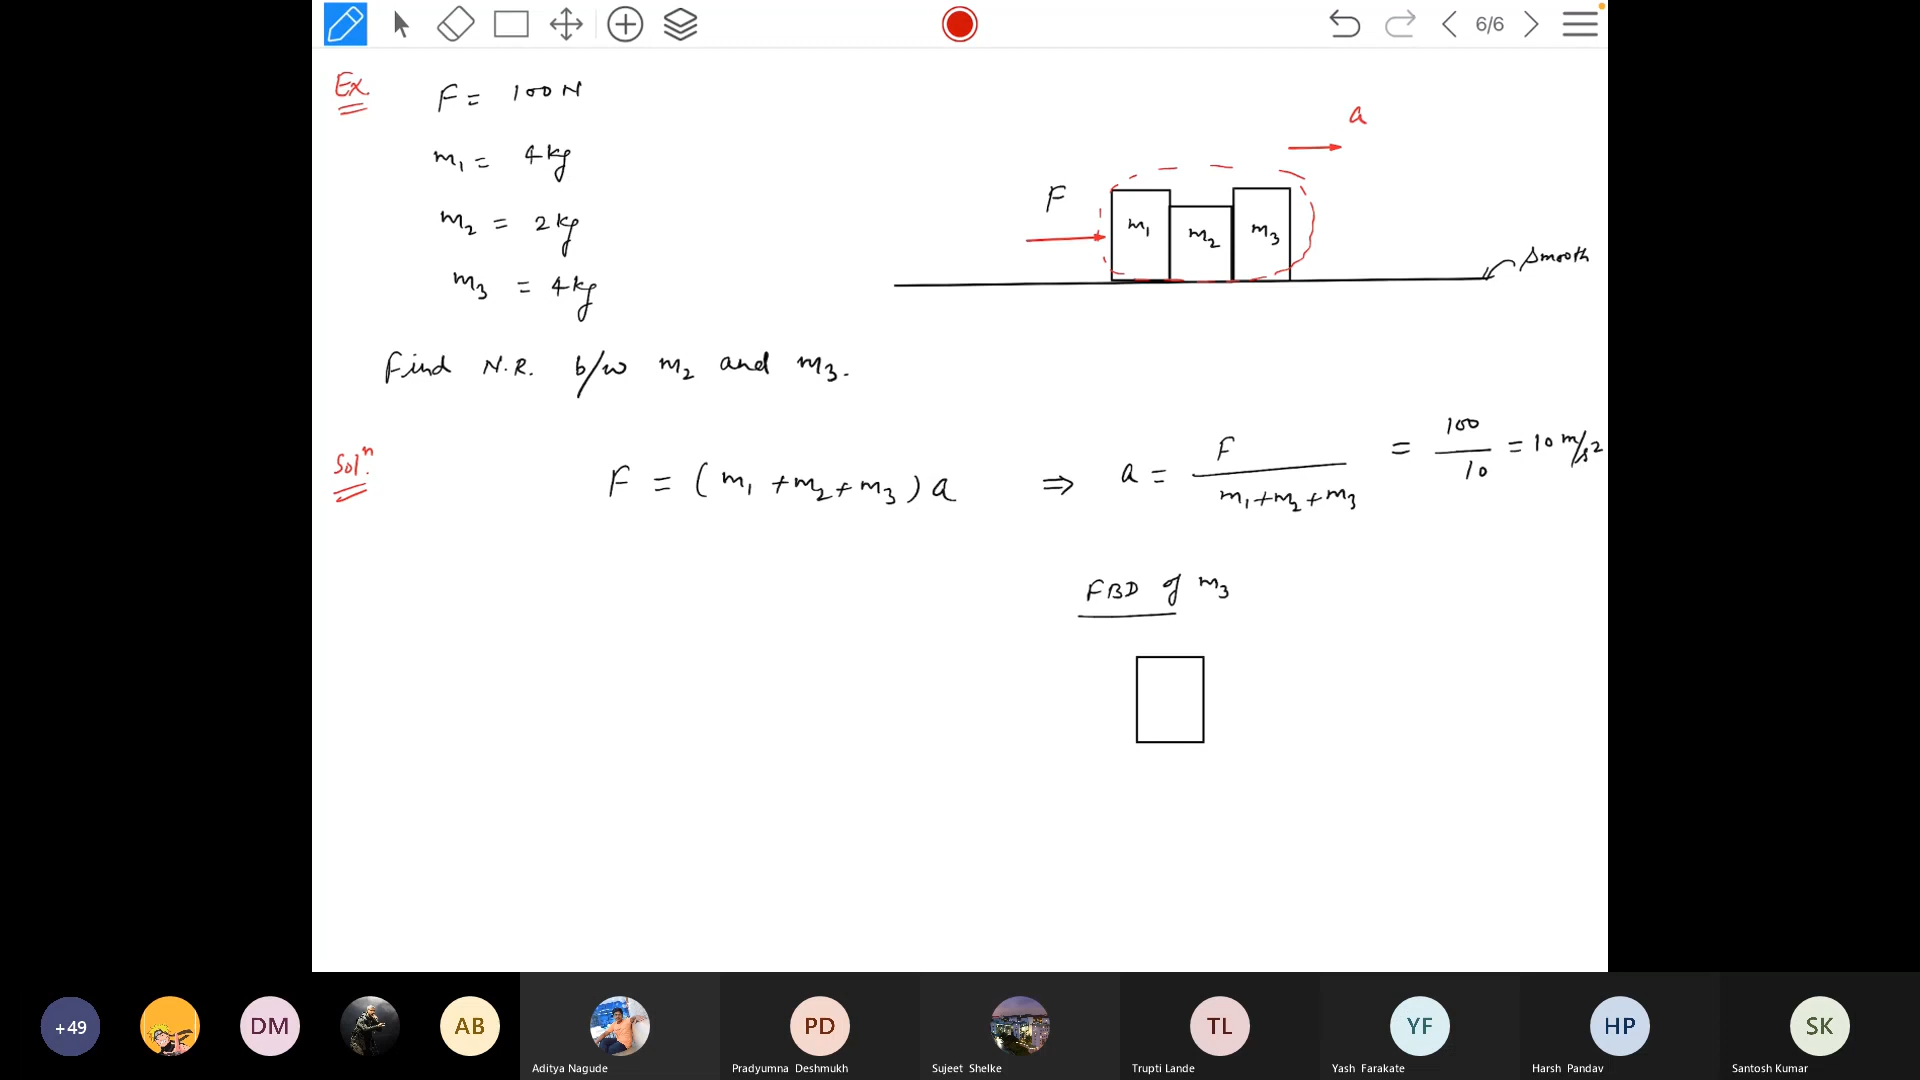 6/6
Ex
F = 100 N
m₁ = 4 kg
m₂ = 2 kg
m₃ = 4 kg
a
F
m₁ m₂ m₃
smooth
Find N.R. b/w m₂ and m₃.
Solⁿ.
F = (m₁ + m₂ + m₃) a ⇒ a = F / (m₁ + m₂ + m₃) = 100 / 10 = 10 m/s²
FBD of m₃
+49 DM AB PD TL YF HP SK
Aditya Nagude Pradyumna Deshmukh Sujeet Shelke Trupti Lande Yash Farakate Harsh Pandav Santosh Kumar